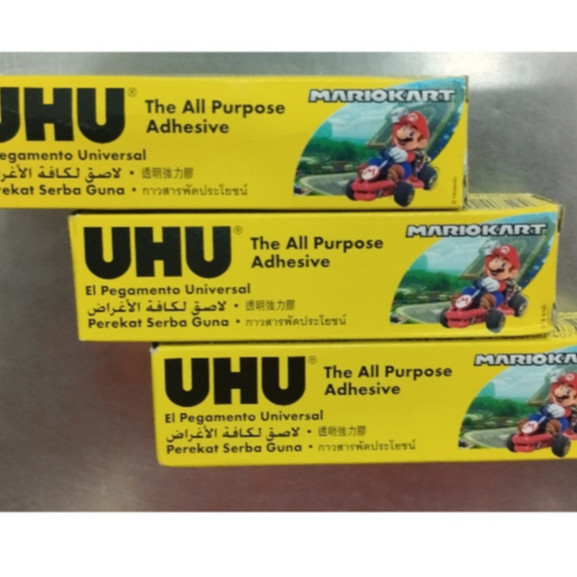 UHU® The All Purpose Adhesive
MARIOKART
egamento Universal
لاصق لكافة الأغر • 透明強力膠
rekat Serba Guna • กาวสารพัดประโยชน์
UHU® The All Purpose Adhesive
MARIOKART
El Pegamento Universal
لاصق لكافة الأغراض • 透明強力膠
Perekat Serba Guna • กาวสารพัดประโยชน์
UHU® The All Purpose Adhesive
MARIOKA
El Pegamento Universal
لاصق لكافة الأغراض • 透明強力膠
Perekat Serba Guna • กาวสารพัดประโยชน์